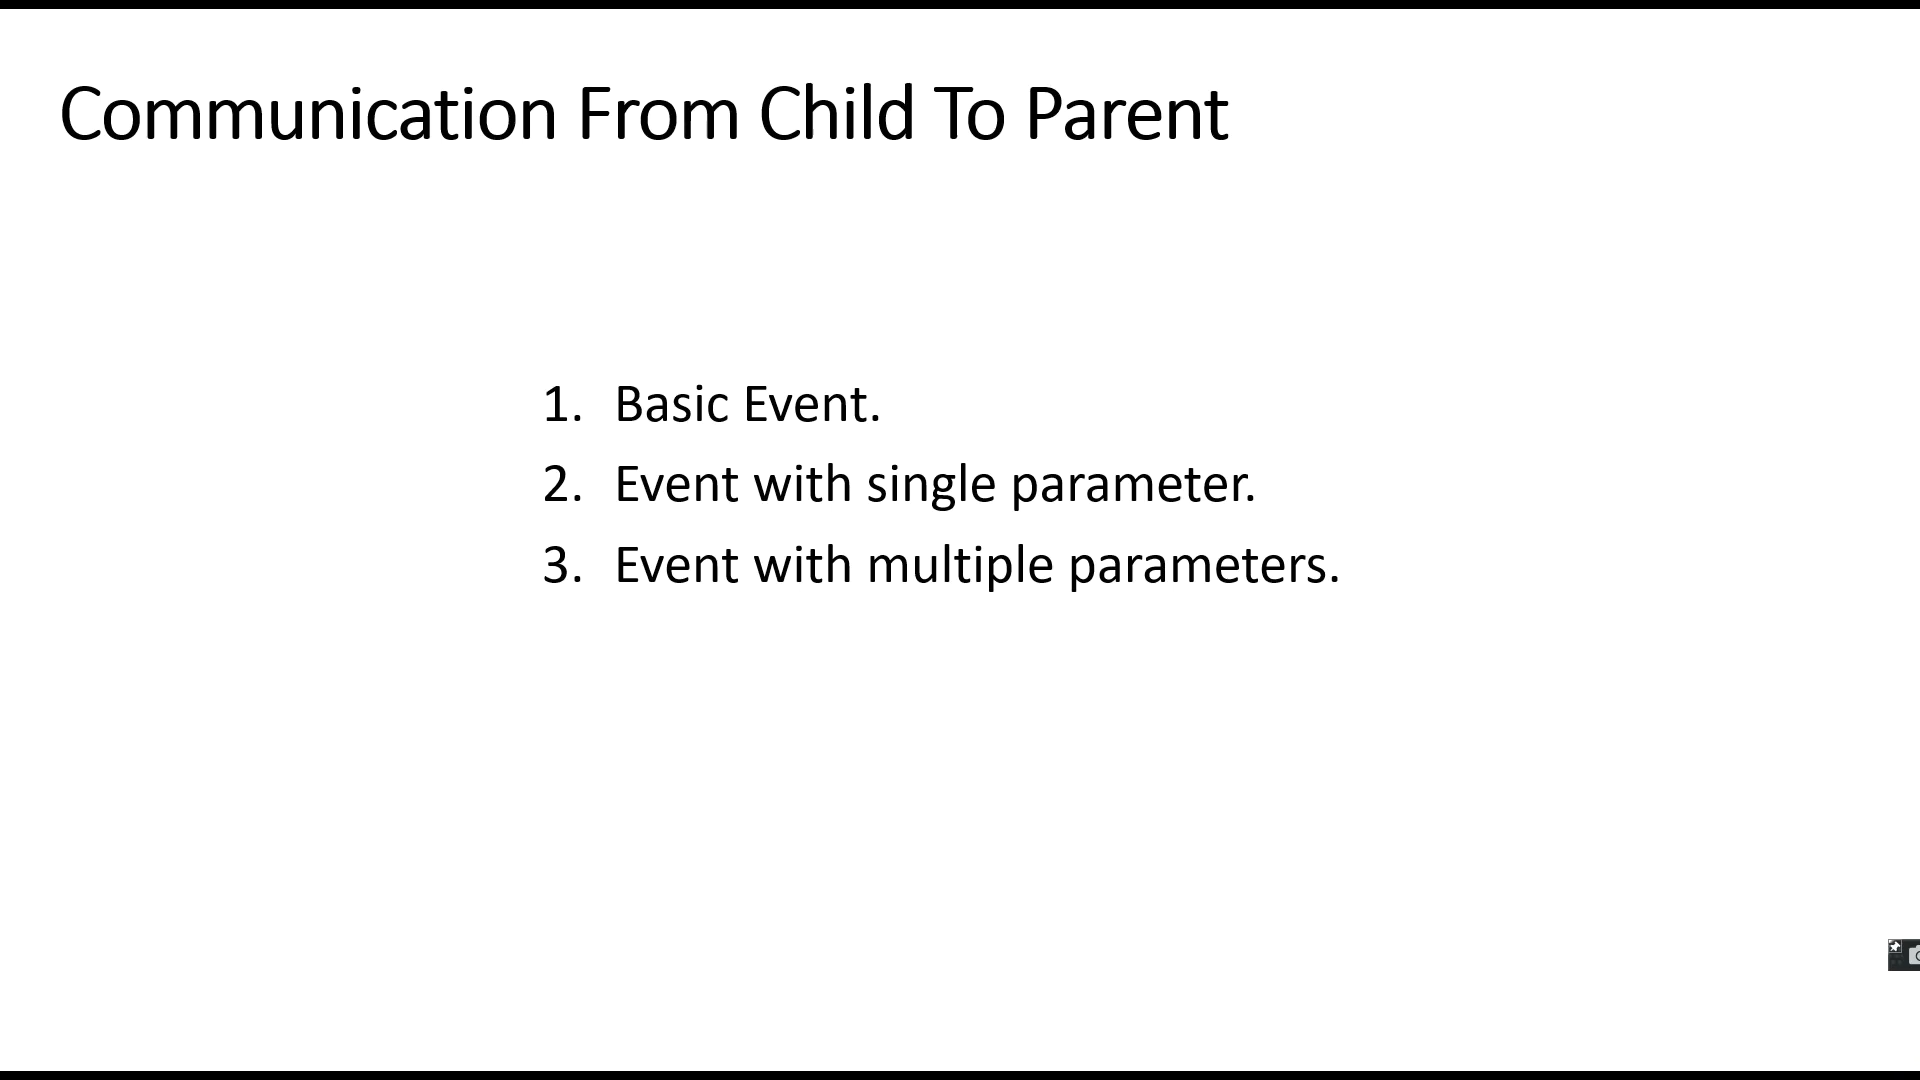 Communication From Child To Parent
1. Basic Event.
2. Event with single parameter.
3. Event with multiple parameters.